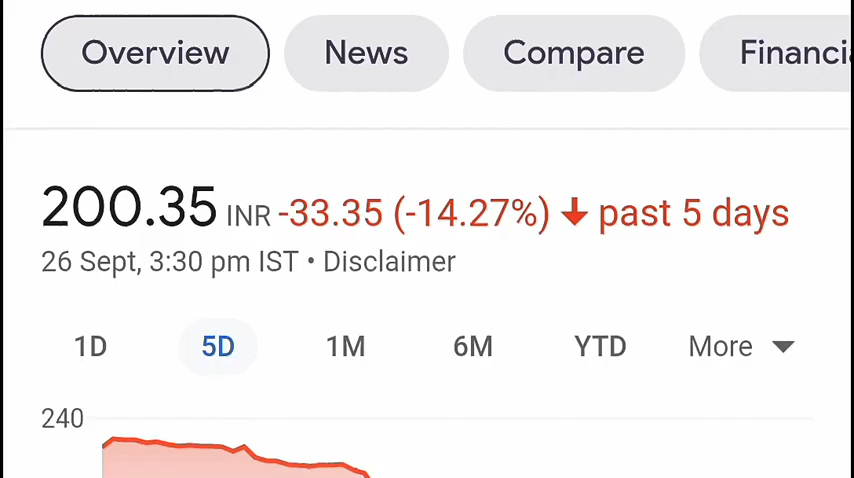 Overview News Compare Financi
200.35 INR -33.35 (-14.27%) ↓ past 5 days
26 Sept, 3:30 pm IST • Disclaimer
1D 5D 1M 6M YTD More
240